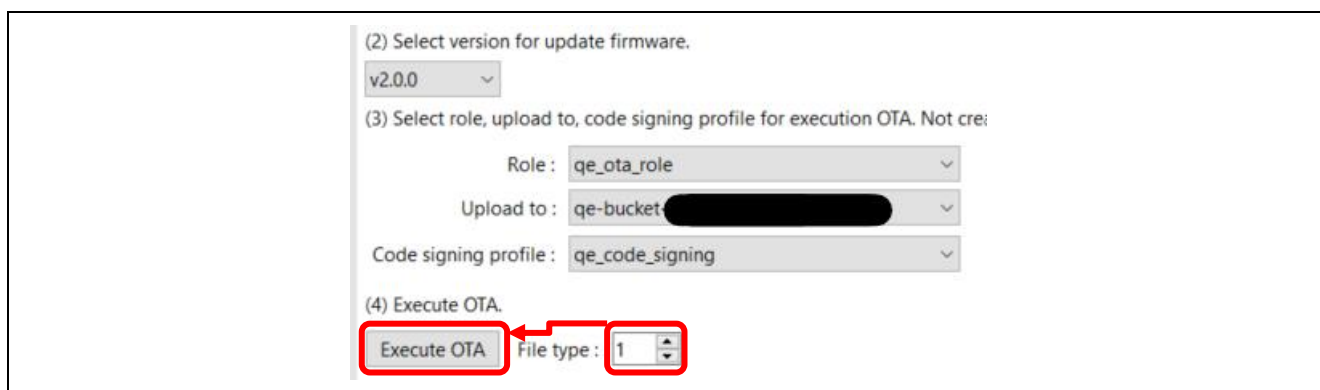 (2) Select version for update firmware.
v2.0.0
(3) Select role, upload to, code signing profile for execution OTA. Not
Role : qe_ota_role
Upload to : qe-bucket-
Code signing profile : qe_code_signing
(4) Execute OTA.
Execute OTA File type : 1